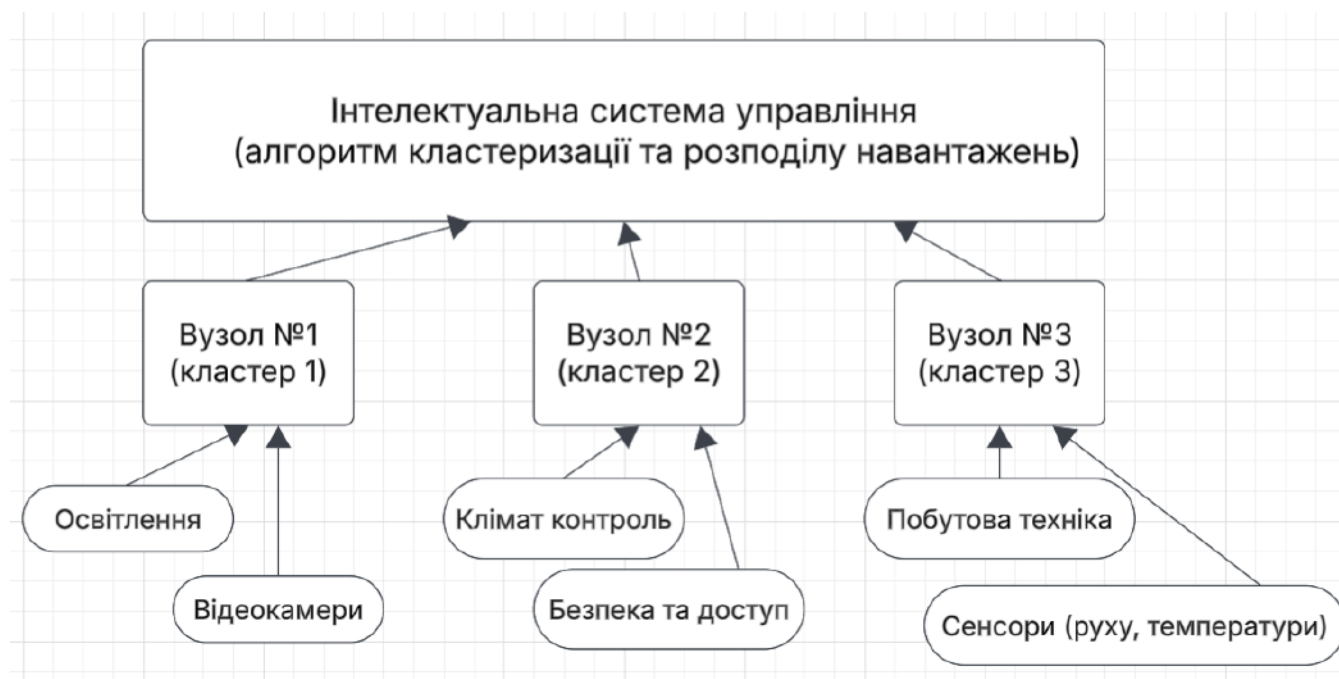 Інтелектуальна система управління
(алгоритм кластеризації та розподілу навантажень)
Вузол №1
(кластер 1)
Вузол №2
(кластер 2)
Вузол №3
(кластер 3)
Освітлення
Клімат контроль
Побутова техніка
Відеокамери
Безпека та доступ
Сенсори (руху, температури)